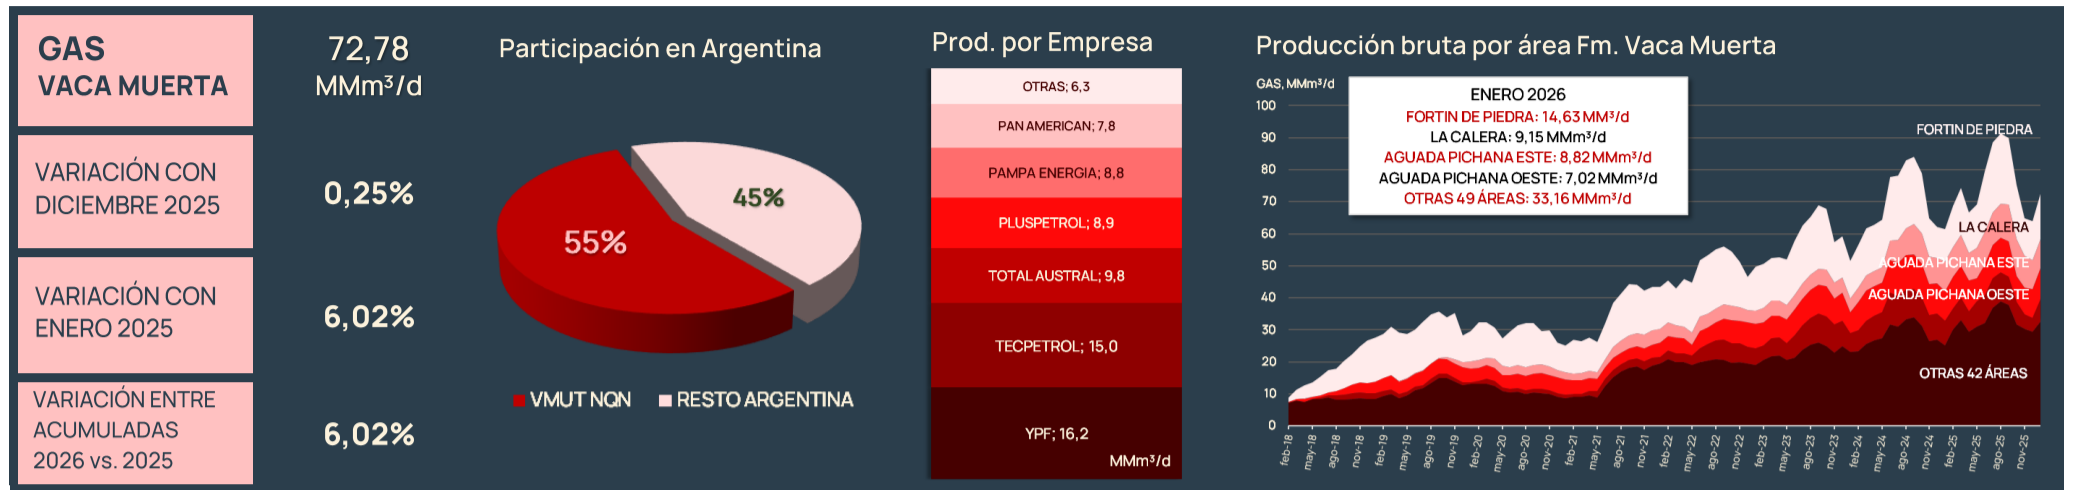 GAS
VACA MUERTA
72,78
MMm³/d
VARIACIÓN CON
DICIEMBRE 2025
0,25%
VARIACIÓN CON
ENERO 2025
6,02%
VARIACIÓN ENTRE
ACUMULADAS
2026 vs. 2025
6,02%
Participación en Argentina
45%
55%
VMUT NQN
RESTO ARGENTINA
Prod. por Empresa
OTRAS; 6,3
PAN AMERICAN; 7,8
PAMPA ENERGIA; 8,8
PLUSPETROL; 8,9
TOTAL AUSTRAL; 9,8
TECPETROL; 15,0
YPF; 16,2
MMm³/d
Producción bruta por área Fm. Vaca Muerta
GAS, MMm³/d
ENERO 2026
FORTIN DE PIEDRA: 14,63 MM³/d
LA CALERA: 9,15 MMm³/d
AGUADA PICHANA ESTE: 8,82 MMm³/d
AGUADA PICHANA OESTE: 7,02 MMm³/d
OTRAS 49 ÁREAS: 33,16 MMm³/d
100
90
80
70
60
50
40
30
20
10
0
FORTIN DE PIEDRA
LA CALERA
AGUADA PICHANA ESTE
AGUADA PICHANA OESTE
OTRAS 42 ÁREAS
feb-18
may-18
ago-18
nov-18
feb-19
may-19
ago-19
nov-19
feb-20
may-20
ago-20
nov-20
feb-21
may-21
ago-21
nov-21
feb-22
may-22
ago-22
nov-22
feb-23
may-23
ago-23
nov-23
feb-24
may-24
ago-24
nov-24
feb-25
may-25
ago-25
nov-25